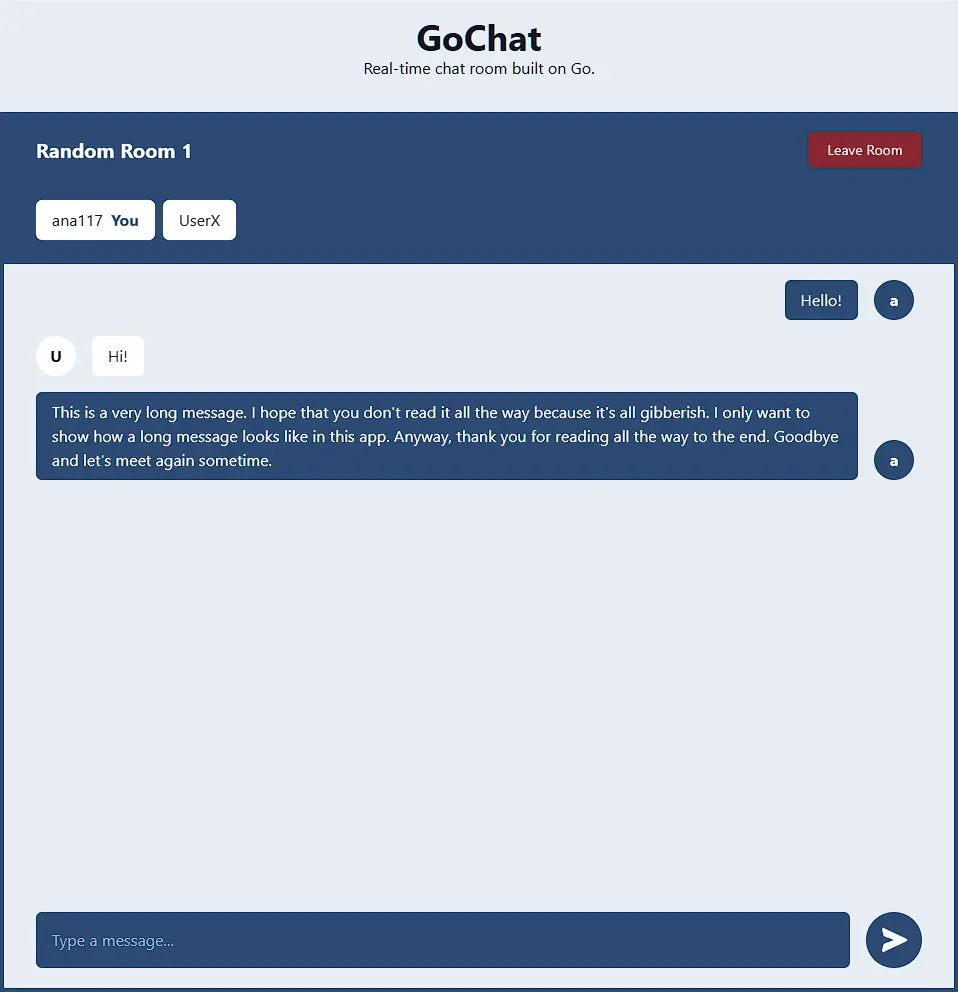 GoChat
Real-time chat room built on Go.
Random Room 1
Leave Room
ana117 You
UserX
Hello!
a
U
Hi!
This is a very long message. I hope that you don't read it all the way because it's all gibberish. I only want to
show how a long message looks like in this app. Anyway, thank you for reading all the way to the end. Goodbye
and let's meet again sometime.
a
Type a message...